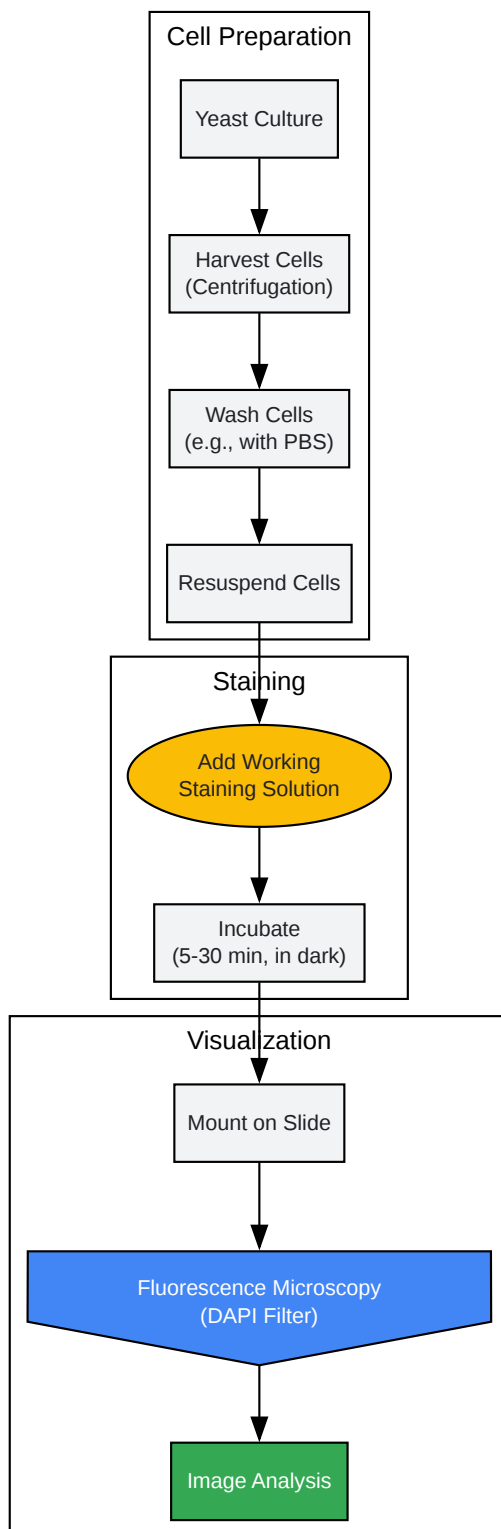 Cell Preparation
Yeast Culture
Harvest Cells
(Centrifugation)
Wash Cells
(e.g., with PBS)
Resuspend Cells
Staining
Add Working
Staining Solution
Incubate
(5-30 min, in dark)
Visualization
Mount on Slide
Fluorescence Microscopy
(DAPI Filter)
Image Analysis